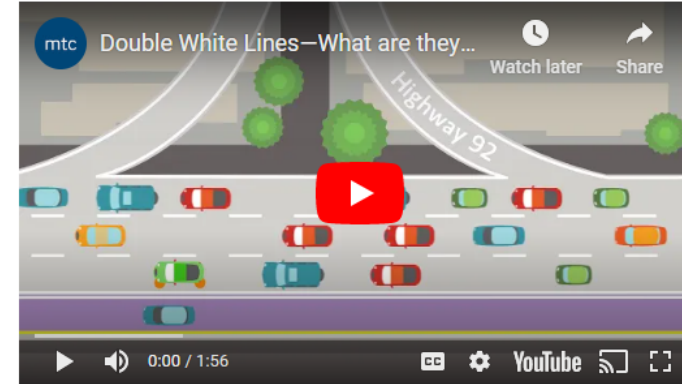 mtc
Double White Lines—What are they...
Watch later
Share
Highway 92
0:00 / 1:56
CC
YouTube